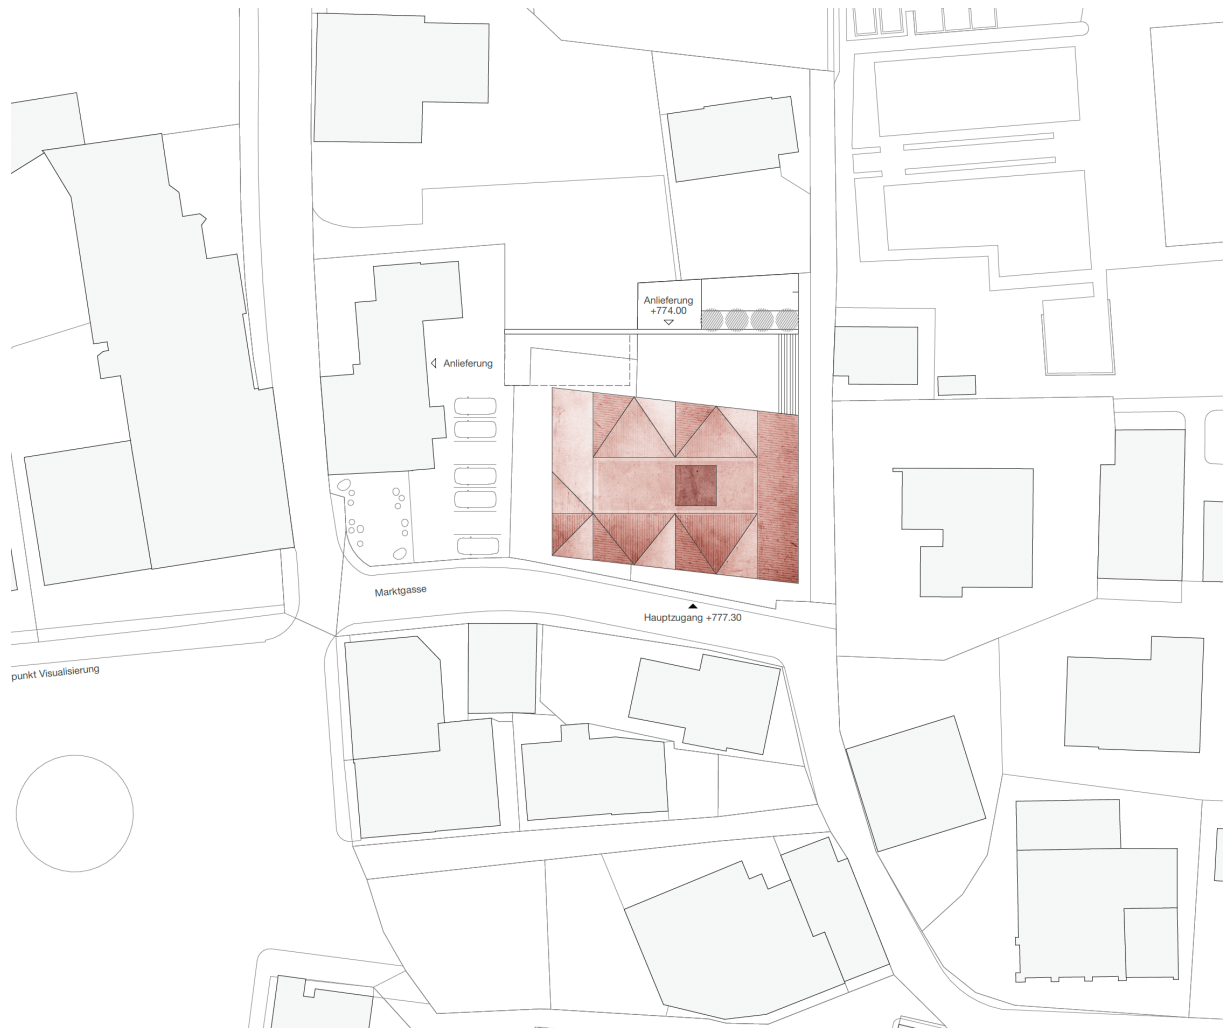 Anlieferung
+774.00
Anlieferung
Marktgasse
Hauptzugang +777.30
punkt Visualisierung